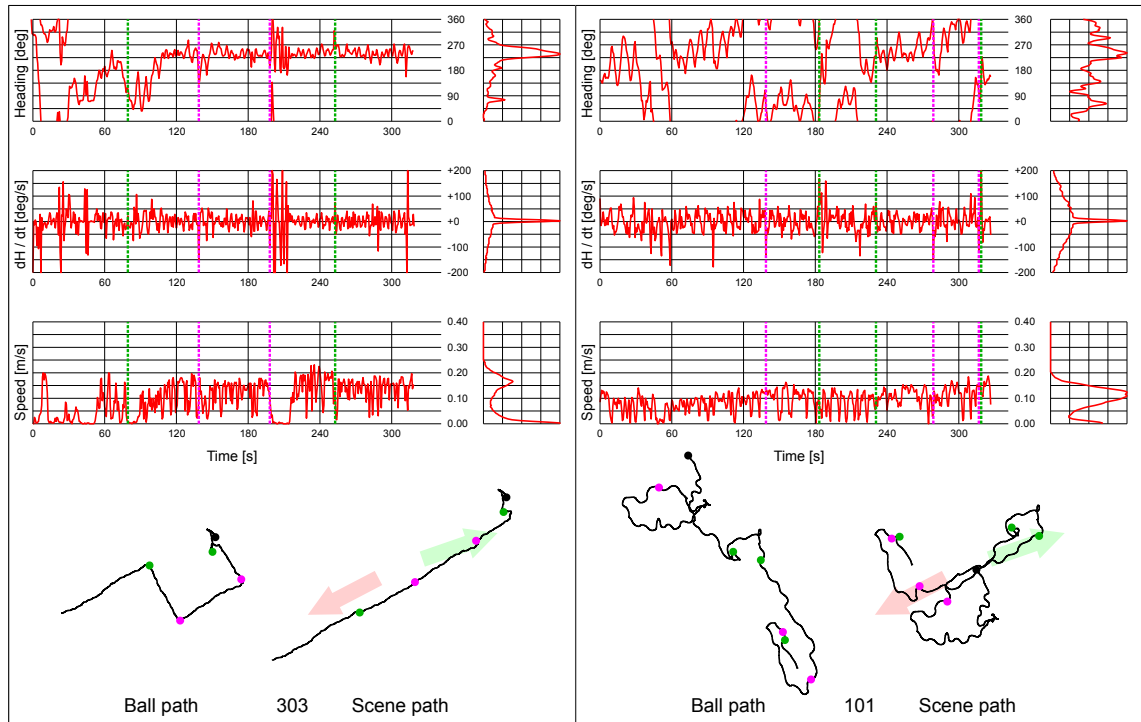 360
270
180
90
0
Heading [deg]
0 60 120 180 240 300
+200
+100
+0
-100
-200
dH / dt [deg/s]
0 60 120 180 240 300
0.40
0.30
0.20
0.10
0.00
Speed [m/s]
0 60 120 180 240 300
Time [s]
Ball path 303 Scene path
360
270
180
90
0
Heading [deg]
0 60 120 180 240 300
+200
+100
+0
-100
-200
dH / dt [deg/s]
0 60 120 180 240 300
0.40
0.30
0.20
0.10
0.00
Speed [m/s]
0 60 120 180 240 300
Time [s]
Ball path 101 Scene path